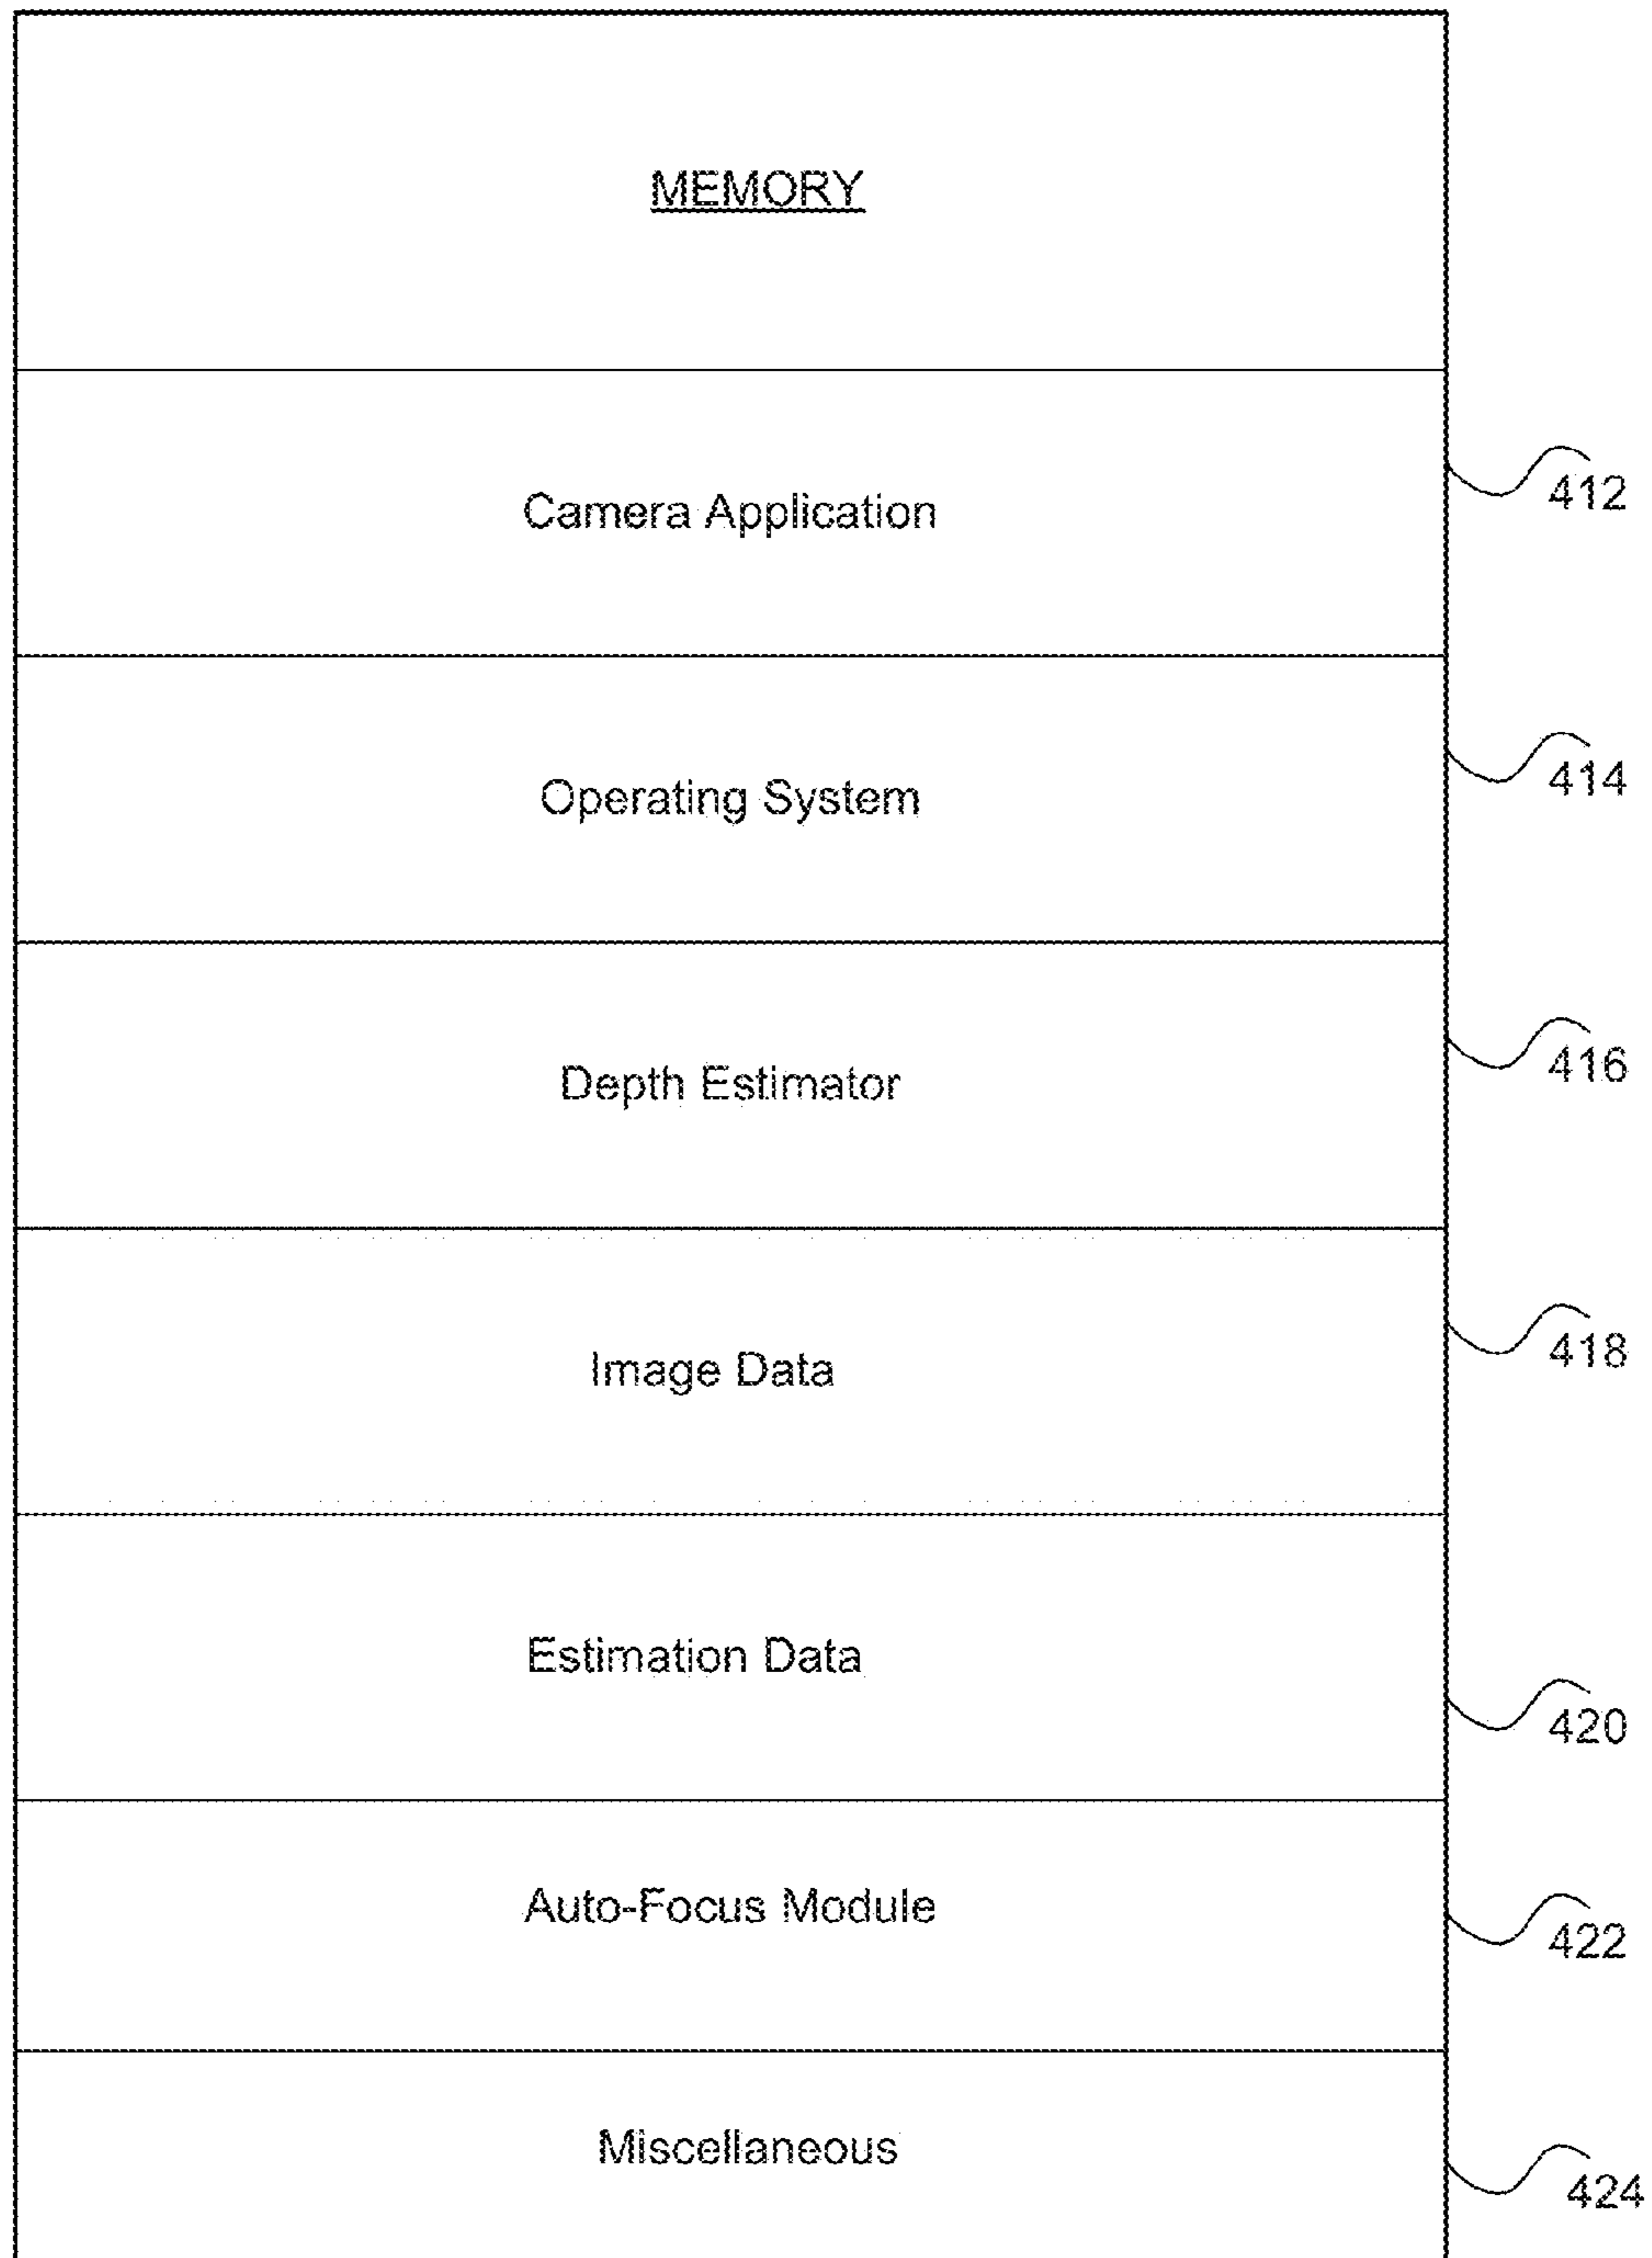 MEMORY
Camera Application
412
Operating System
414
Depth Estimator
416
Image Data
418
Estimation Data
420
Auto-Focus Module
422
Miscellaneous
424